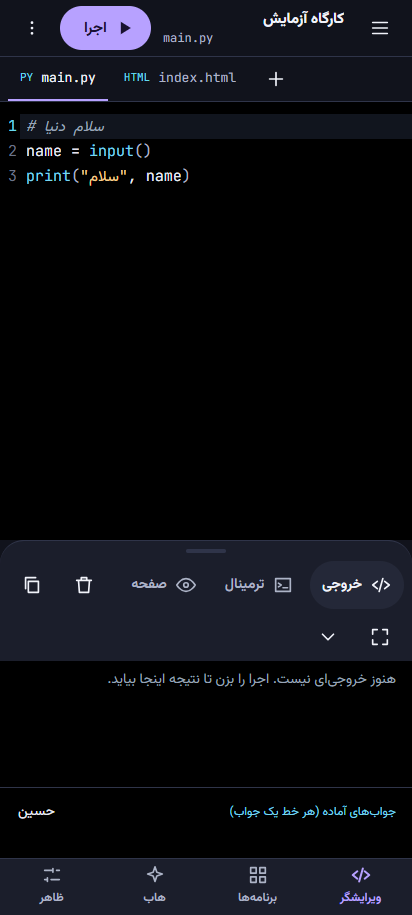 کارگاه آزمایش
main.py
اجرا
PY main.py
HTML index.html
1 # سلام دنیا
2 name = input()
3 print("سلام", name)
خروجی
ترمینال
صفحه
هنوز خروجی‌ای نیست. اجرا را بزن تا نتیجه اینجا بیاید.
جواب‌های آماده (هر خط یک جواب)
حسین
ویرایشگر
برنامه‌ها
هاب
ظاهر